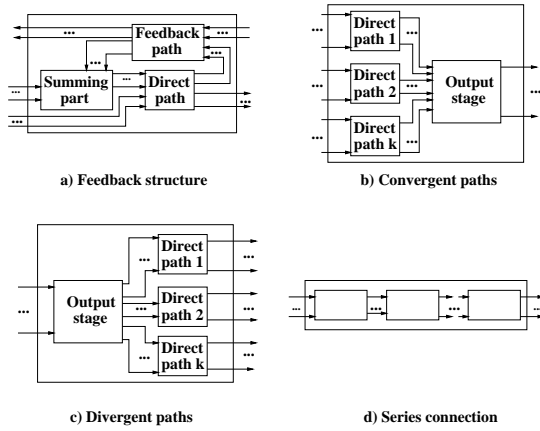 Feedback
path
Summing
part
Direct
path
a) Feedback structure
Direct
path 1
Direct
path 2
Direct
path k
Output
stage
b) Convergent paths
Output
stage
Direct
path 1
Direct
path 2
Direct
path k
c) Divergent paths
d) Series connection